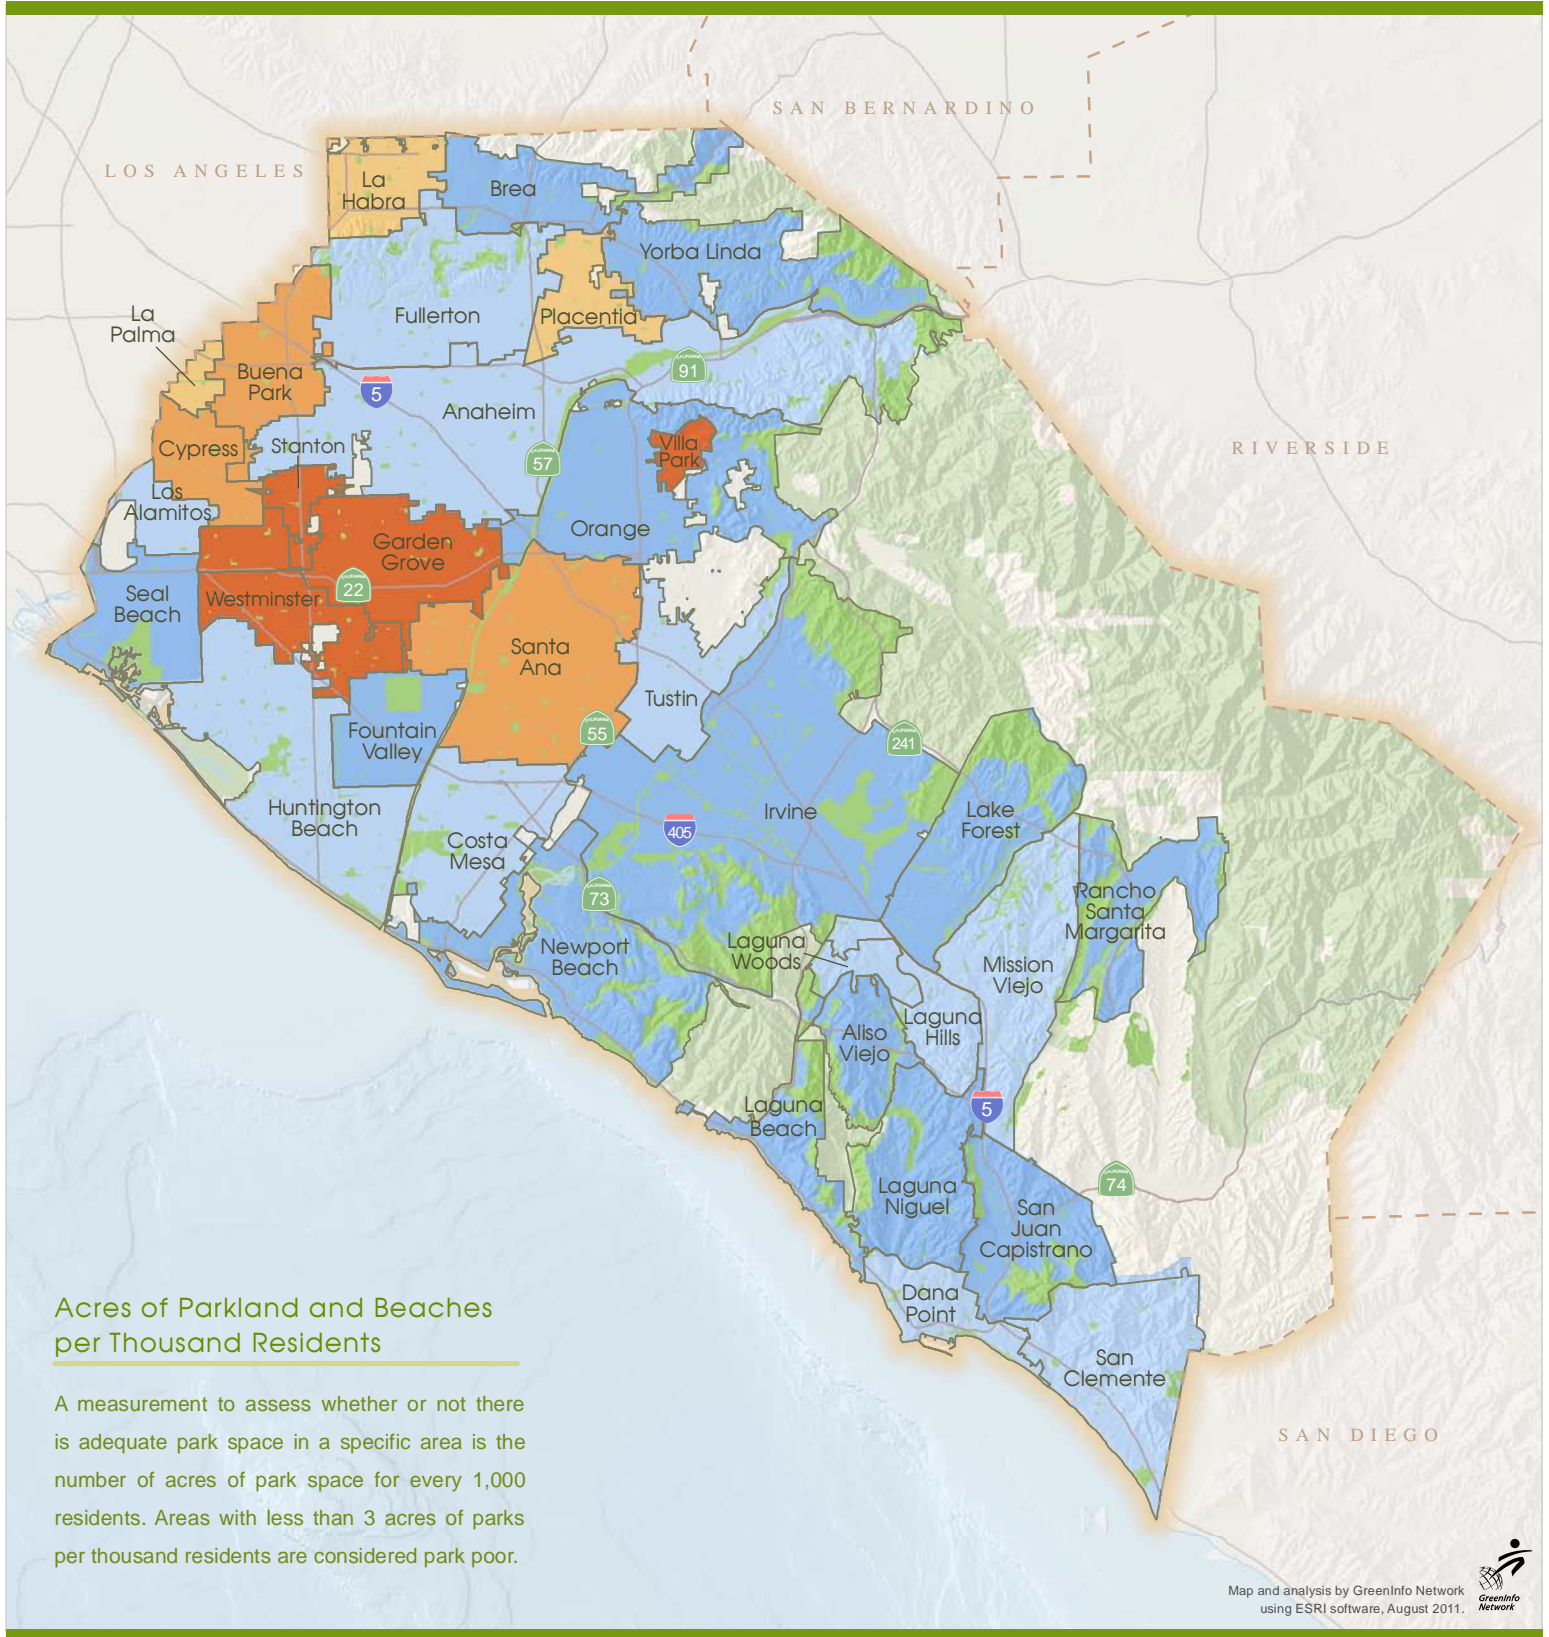 SAN BERNARDINO
LOS ANGELES
La
Habra
Brea
Yorba Linda
La
Palma
Fullerton
Placentia
CALIFORNIA
91
Buena
Park
5
Anaheim
Cypress
Stanton
CALIFORNIA
57
Villa
Park
RIVERSIDE
Los
Alamitos
Orange
Garden
Grove
CALIFORNIA
22
Seal
Beach
Westminster
Santa
Ana
Tustin
Fountain
Valley
CALIFORNIA
55
CALIFORNIA
241
Huntington
Beach
Costa
Mesa
405
Irvine
Lake
Forest
CALIFORNIA
73
Rancho
Santa
Margarita
Newport
Beach
Laguna
Woods
Mission
Viejo
Aliso
Viejo
Laguna
Hills
Laguna
Beach
5
CALIFORNIA
74
Laguna
Niguel
San
Juan
Capistrano
Dana
Point
San
Clemente
SAN DIEGO
Acres of Parkland and Beaches
per Thousand Residents
A measurement to assess whether or not there
is adequate park space in a specific area is the
number of acres of park space for every 1,000
residents. Areas with less than 3 acres of parks
per thousand residents are considered park poor.
Map and analysis by GreenInfo Network
using ESRI software, August 2011.
GreenInfo
Network